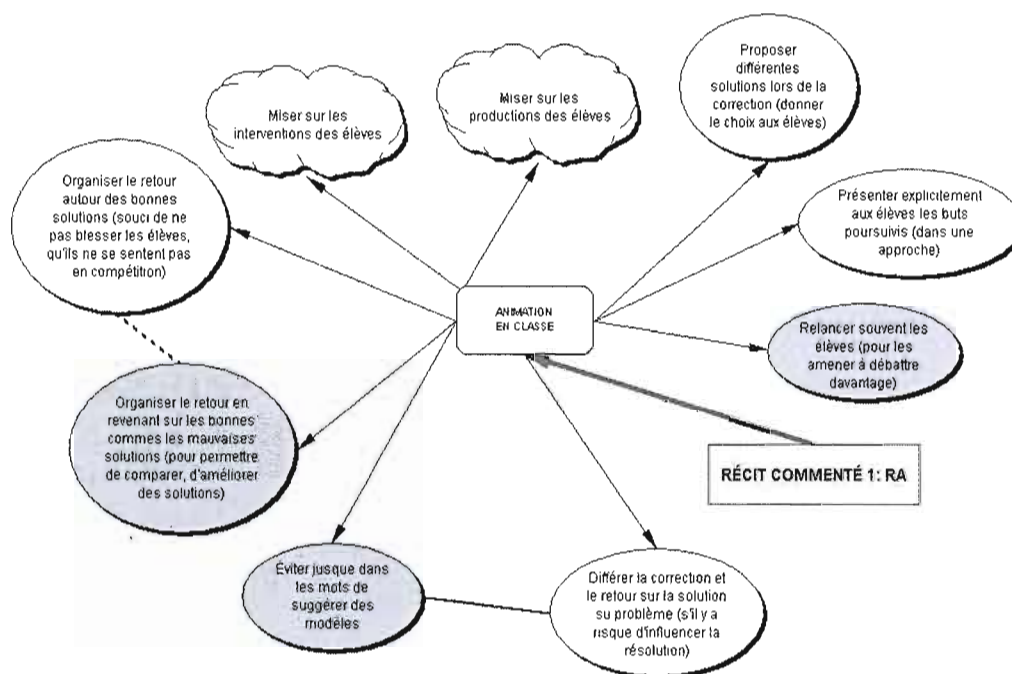 Miser sur les
interventions des élèves
Miser sur les
productions des élèves
Proposer
différentes
solutions lors de la
correction (donner
le choix aux élèves)
Organiser le retour
autour des bonnes
solutions (souci de ne
pas blesser les élèves,
qu'ils ne se sentent pas
en compétition)
Présenter explicitement
aux élèves les buts
poursuivis (dans une
approche)
ANIMATION
EN CLASSE
Relancer souvent les
élèves (pour les
amener à débattre
davantage)
Organiser le retour en
revenant sur les bonnes
commes les mauvaises
solutions (pour permettre
de comparer, d'améliorer
des solutions)
RÉCIT COMMENTÉ 1: RA
Éviter jusque dans
les mots de
suggérer des
modèles
Différer la correction et
le retour sur la solution
su problème (s'il y a
risque d'influencer la
résolution)